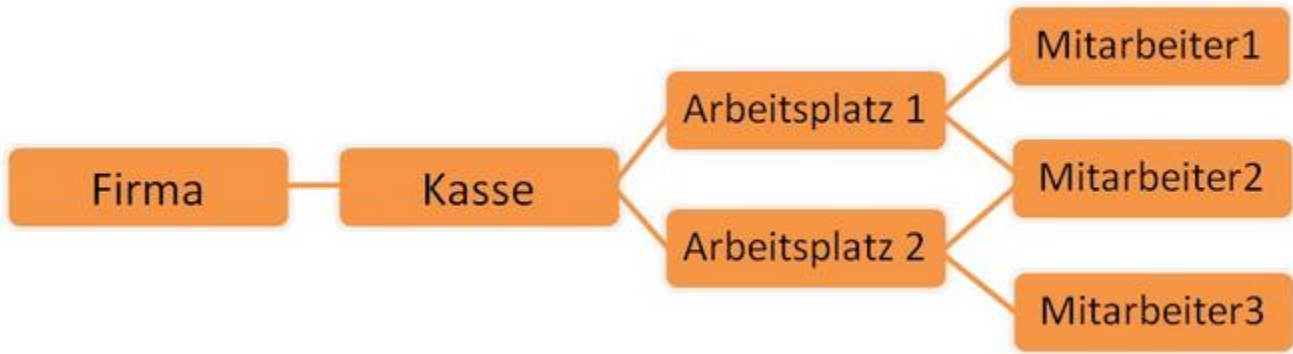 Firma
Kasse
Arbeitsplatz 1
Arbeitsplatz 2
Mitarbeiter1
Mitarbeiter2
Mitarbeiter3